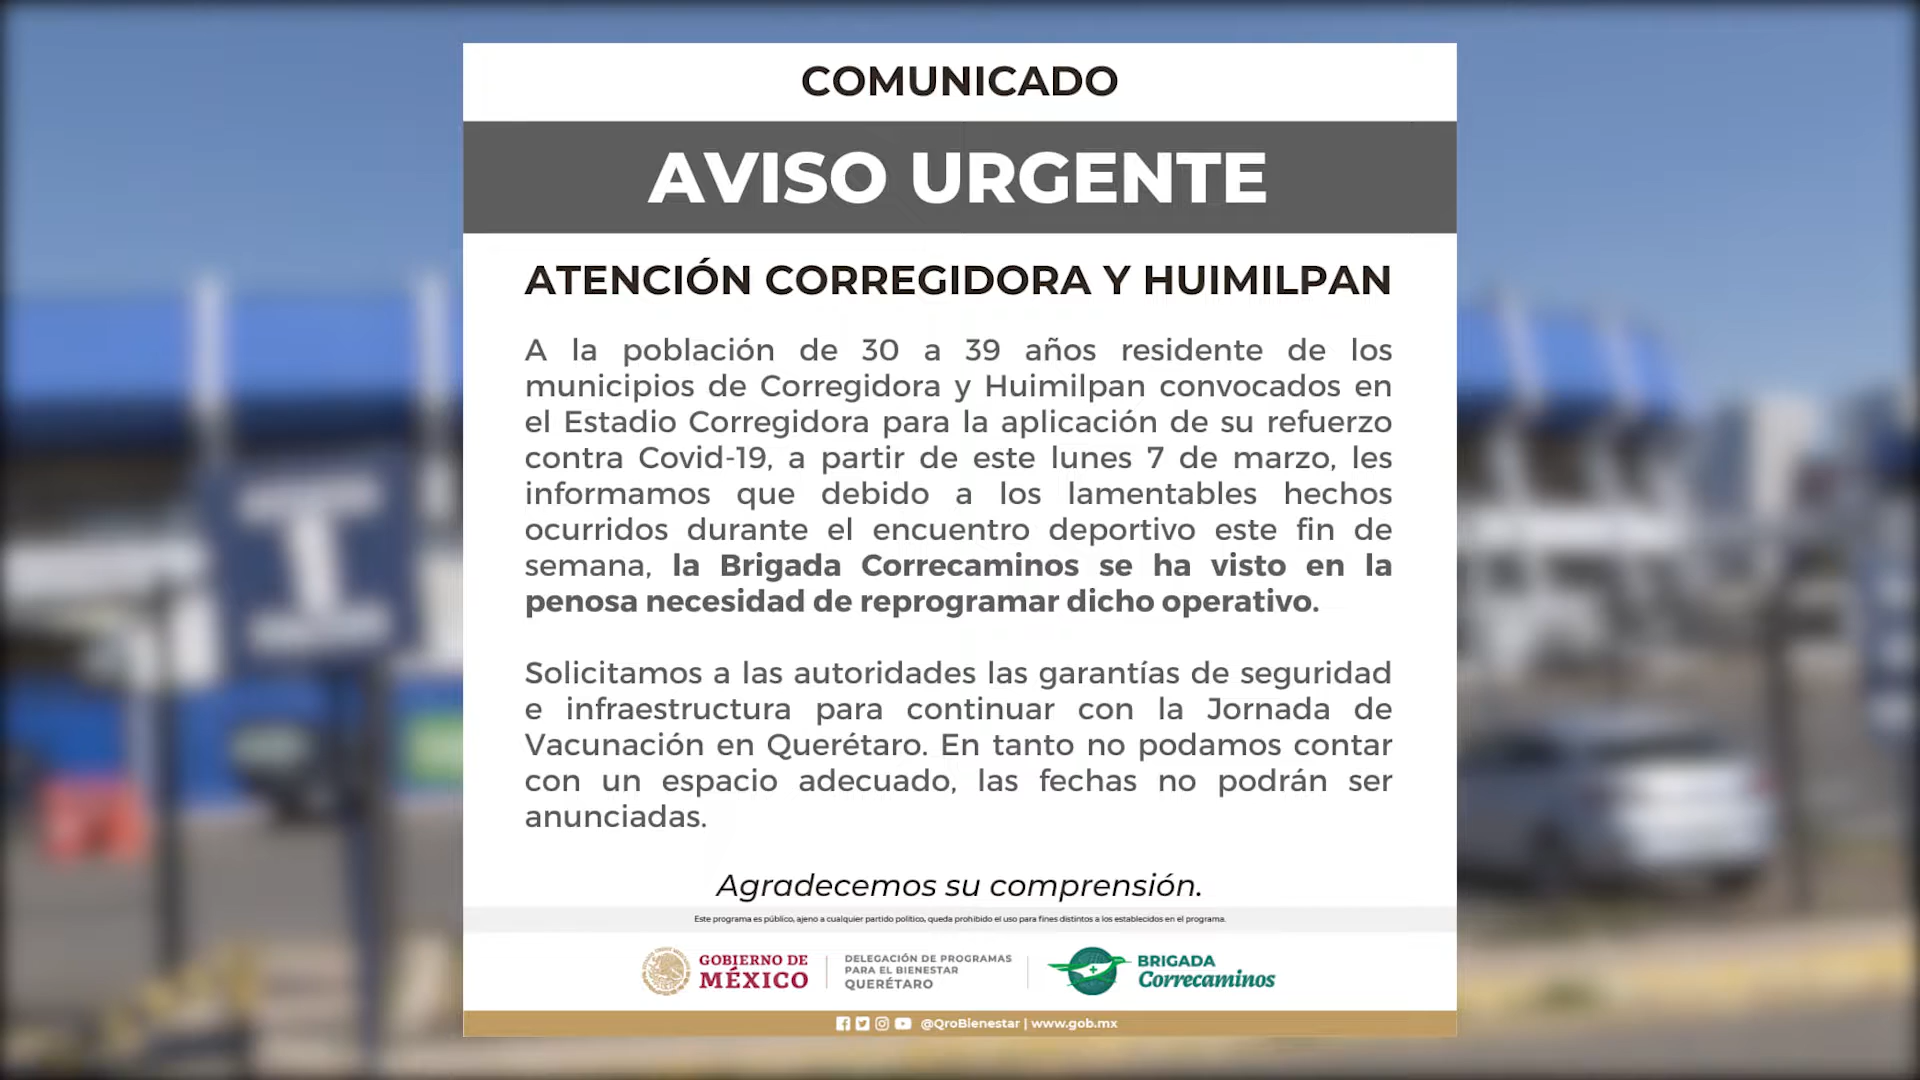 COMUNICADO
AVISO URGENTE
ATENCIÓN CORREGIDORA Y HUIMILPAN
A la población de 30 a 39 años residente de los
municipios de Corregidora y Huimilpan convocados en
el Estadio Corregidora para la aplicación de su refuerzo
contra Covid-19, a partir de este lunes 7 de marzo, les
informamos que debido a los lamentables hechos
ocurridos durante el encuentro deportivo este fin de
semana, la Brigada Correcaminos se ha visto en la
penosa necesidad de reprogramar dicho operativo.
Solicitamos a las autoridades las garantías de seguridad
e infraestructura para continuar con la Jornada de
Vacunación en Querétaro. En tanto no podamos contar
con un espacio adecuado, las fechas no podrán ser
anunciadas.
Agradecemos su comprensión.
Este programa es público, ajeno a cualquier partido político, queda prohibido el uso para fines distintos a los establecidos en el programa.
GOBIERNO DE
MÉXICO
DELEGACIÓN DE PROGRAMAS
PARA EL BIENESTAR
QUERÉTARO
BRIGADA
Correcaminos
@QroBienestar | www.gob.mx
I